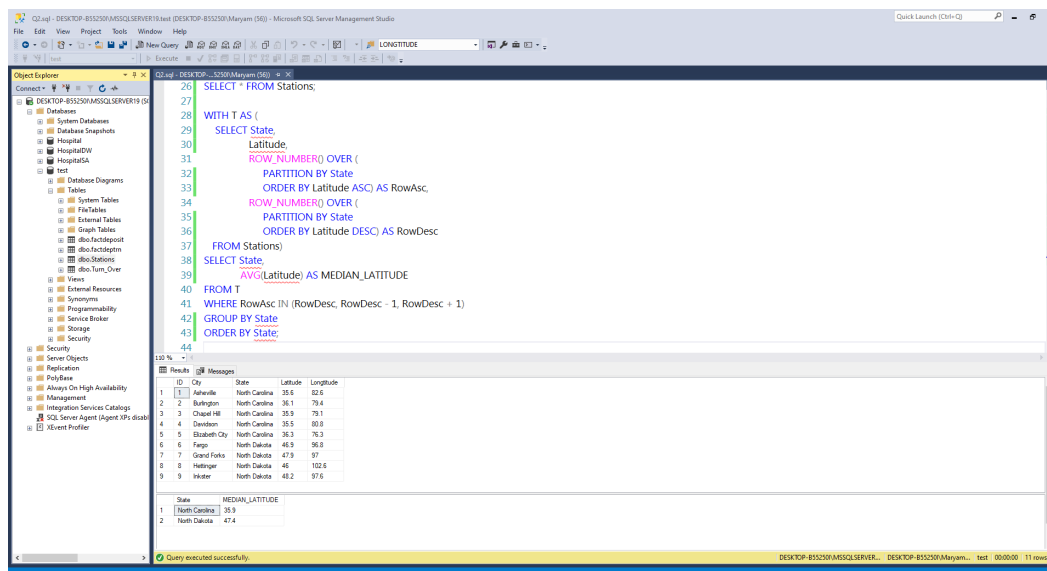 Q2.sql - DESKTOP-B55250I\MSSQLSERVER19.test (DESKTOP-B55250I\Maryam (56)) - Microsoft SQL Server Management Studio
Quick Launch (Ctrl+Q)
File Edit View Project Tools Window Help
New Query
LONGTITUDE
test
Execute
Object Explorer
Q2.sql - DESKTOP-...5250I\Maryam (56))
Connect
DESKTOP-B55250I\MSSQLSERVER19 (S
Databases
System Databases
Database Snapshots
Hospital
HospitalDW
HospitalSA
test
Database Diagrams
Tables
System Tables
FileTables
External Tables
Graph Tables
dbo.factdeposit
dbo.factdeptrn
dbo.Stations
dbo.Turn_Over
Views
External Resources
Synonyms
Programmability
Service Broker
Storage
Security
Security
Server Objects
Replication
PolyBase
Always On High Availability
Management
Integration Services Catalogs
SQL Server Agent (Agent XPs disabl
XEvent Profiler
26 SELECT * FROM Stations;
27
28 WITH T AS (
29 SELECT State,
30 Latitude,
31 ROW_NUMBER() OVER (
32 PARTITION BY State
33 ORDER BY Latitude ASC) AS RowAsc,
34 ROW_NUMBER() OVER (
35 PARTITION BY State
36 ORDER BY Latitude DESC) AS RowDesc
37 FROM Stations)
38 SELECT State,
39 AVG(Latitude) AS MEDIAN_LATITUDE
40 FROM T
41 WHERE RowAsc IN (RowDesc, RowDesc - 1, RowDesc + 1)
42 GROUP BY State
43 ORDER BY State;
44
110 %
Results Messages
ID City State Latitude Longtitude
1 1 Asheville North Carolina 35.6 82.6
2 2 Burlington North Carolina 36.1 79.4
3 3 Chapel Hill North Carolina 35.9 79.1
4 4 Davidson North Carolina 35.5 80.8
5 5 Elizabeth City North Carolina 36.3 76.3
6 6 Fargo North Dakota 46.9 96.8
7 7 Grand Forks North Dakota 47.9 97
8 8 Hettinger North Dakota 46 102.6
9 9 Inkster North Dakota 48.2 97.6
State MEDIAN_LATITUDE
1 North Carolina 35.9
2 North Dakota 47.4
Query executed successfully.
DESKTOP-B55250I\MSSQLSERVER... DESKTOP-B55250I\Maryam... test 00:00:00 11 rows